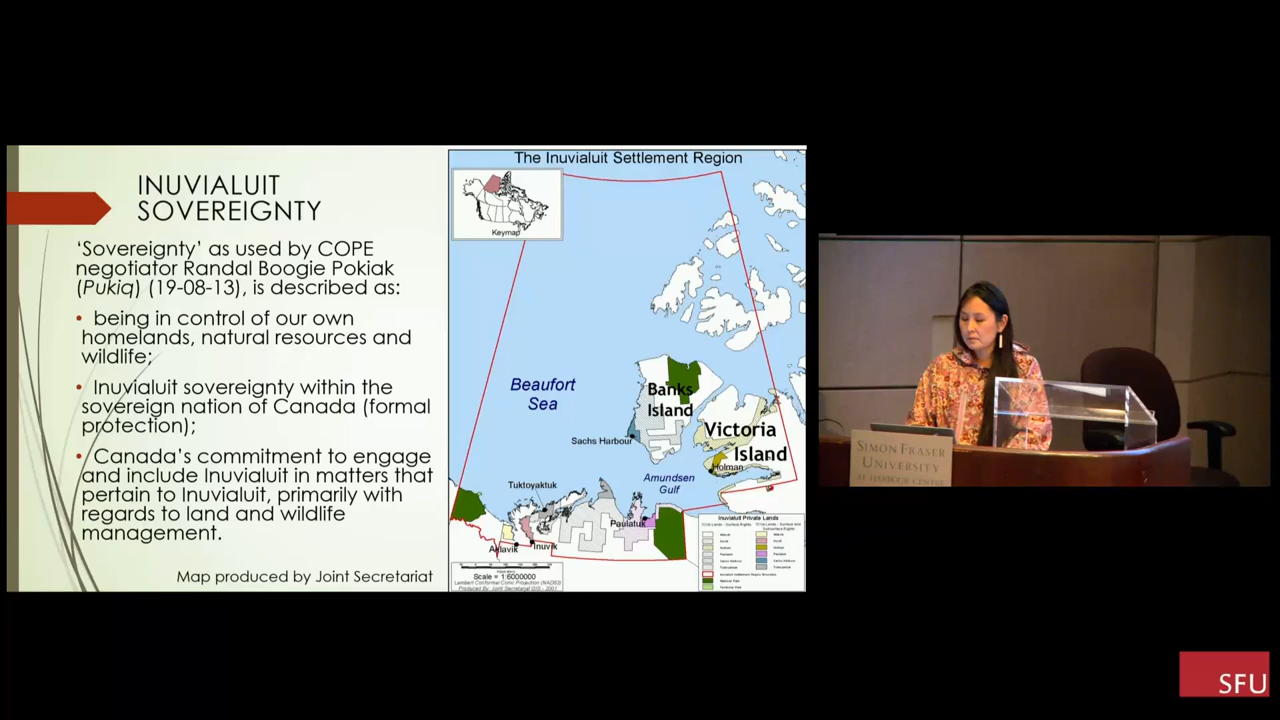 INUVIALUIT
SOVEREIGNTY
‘Sovereignty’ as used by COPE
negotiator Randal Boogie Pokiak
(Pukiq) (19-08-13), is described as:
• being in control of our own
homelands, natural resources and
wildlife;
• Inuvialuit sovereignty within the
sovereign nation of Canada (formal
protection);
• Canada’s commitment to engage
and include Inuvialuit in matters that
pertain to Inuvialuit, primarily with
regards to land and wildlife
management.
Map produced by Joint Secretariat
The Inuvialuit Settlement Region
Keymap
Beaufort
Sea
Banks
Island
Victoria
Island
Sachs Harbour
Holman
Amundsen
Gulf
Tuktoyaktuk
Paulatuk
Aklavik
Inuvik
Scale = 1:6000000
Inuvialuit Private Lands
SIMON FRASER
UNIVERSITY
AT HARBOUR CENTRE
SFU